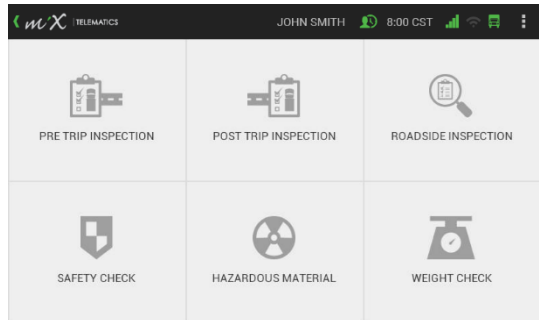 mix TELEMATICS JOHN SMITH 8:00 CST
PRE TRIP INSPECTION POST TRIP INSPECTION ROADSIDE INSPECTION
SAFETY CHECK HAZARDOUS MATERIAL WEIGHT CHECK